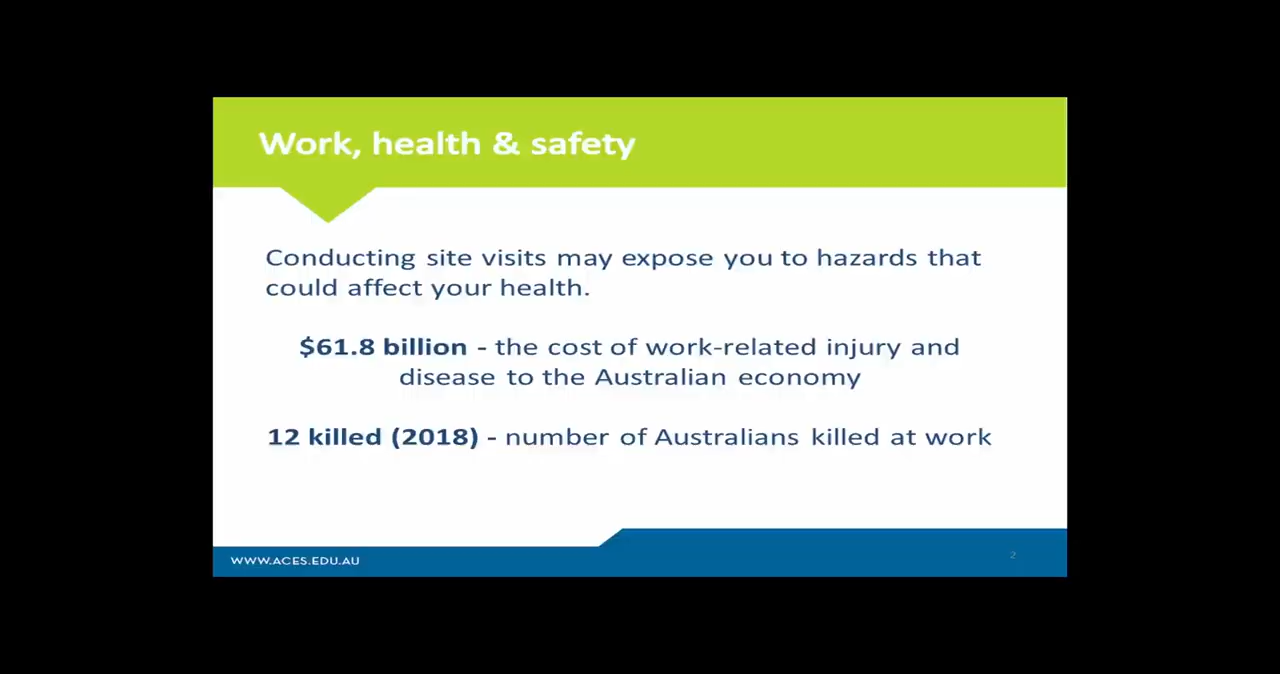 Work, health & safety
Conducting site visits may expose you to hazards that
could affect your health.
$61.8 billion - the cost of work-related injury and
disease to the Australian economy
12 killed (2018) - number of Australians killed at work
WWW.ACES.EDU.AU
2